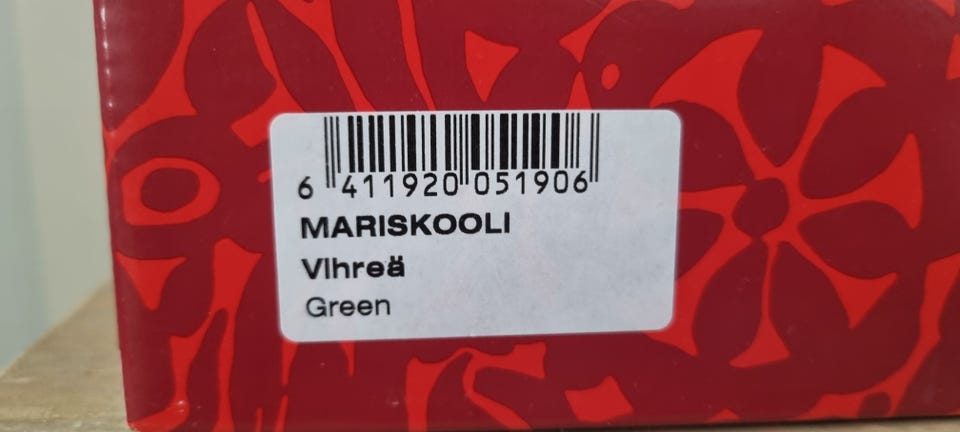 6 411920 051906
MARISKOOLI
Vihreä
Green